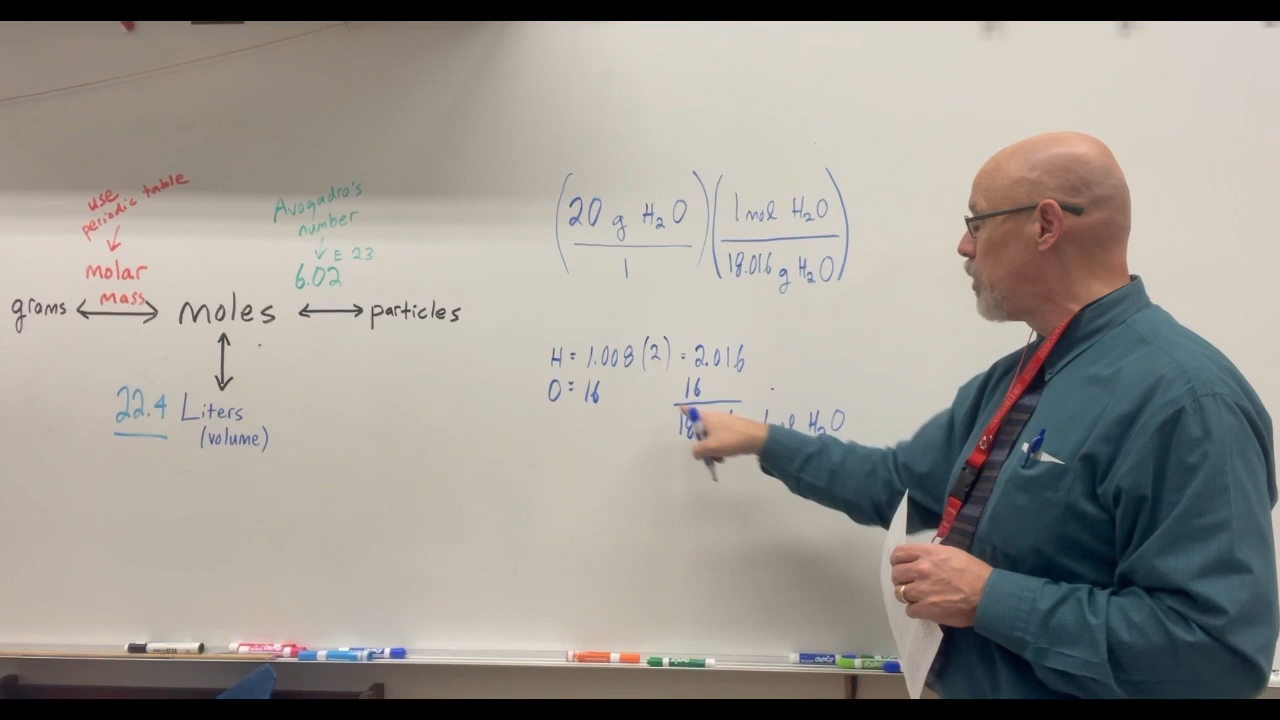 use
periodic table
Molar
mass
Avogadro's
number
E 23
6.02
grams
moles
particles
22.4 Liters
(volume)
20 g H₂O
1
1 mol H₂O
18.016 g H₂O
H = 1.008 (2) = 2.016
O = 16 16
H₂O